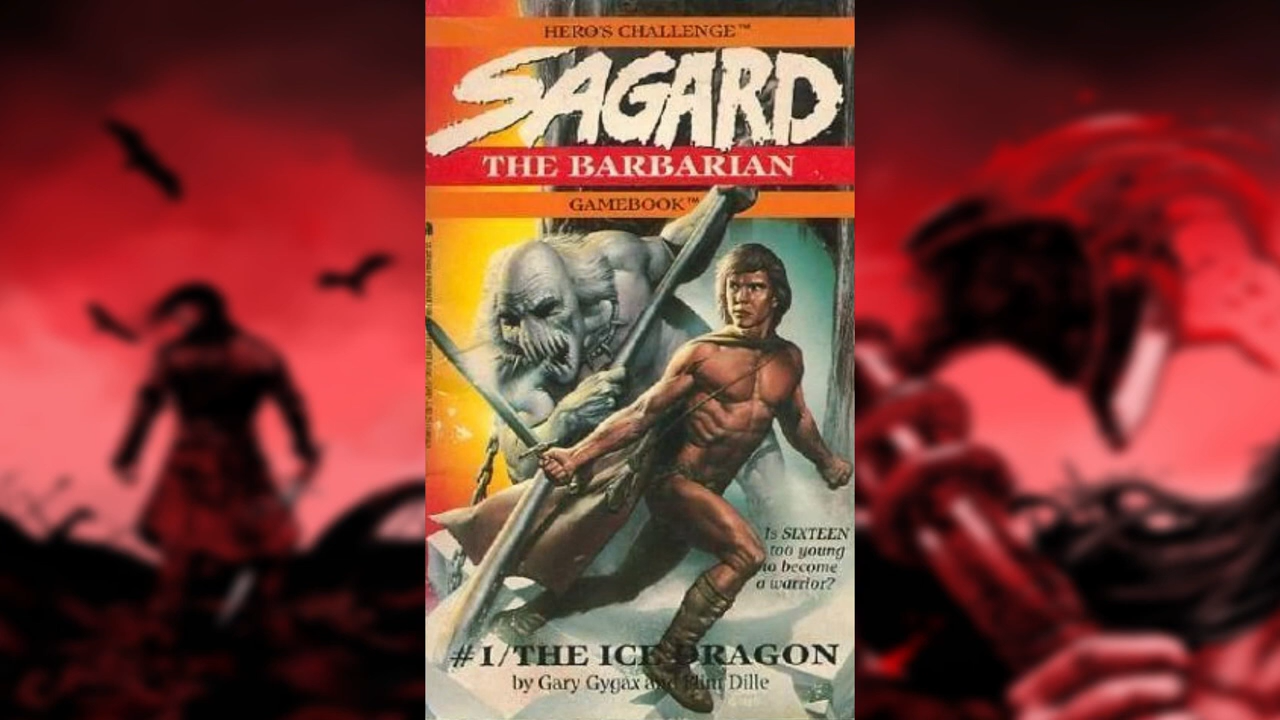 HERO'S CHALLENGE™
SAGARD
THE BARBARIAN
GAMEBOOK™
Is SIXTEEN
too young
to become
a warrior?
#1/THE ICE DRAGON
by Gary Gygax and Flint Dille